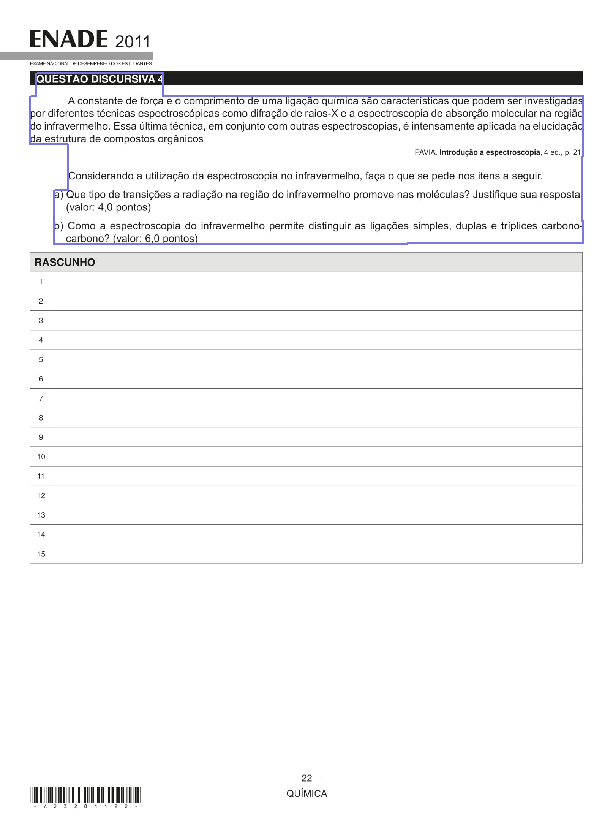 ENADE 2011
EXAME NACIONAL DE DESEMPENHO DOS ESTUDANTES
QUESTÃO DISCURSIVA 4
A constante de força e o comprimento de uma ligação química são características que podem ser investigadas
por diferentes técnicas espectroscópicas como difração de raios-X e a espectroscopia de absorção molecular na região
do infravermelho. Essa última técnica, em conjunto com outras espectroscopias, é intensamente aplicada na elucidação
da estrutura de compostos orgânicos
PAVIA. Introdução a espectroscopia, 4 ed., p. 21
Considerando a utilização da espectroscopia no infravermelho, faça o que se pede nos itens a seguir.
a) Que tipo de transições a radiação na região do infravermelho promove nas moléculas? Justifique sua resposta
(valor: 4,0 pontos)
b) Como a espectroscopia do infravermelho permite distinguir as ligações simples, duplas e tríplices carbono-
carbono? (valor: 6,0 pontos)
RASCUNHO
1
2
3
4
5
6
7
8
9
10
11
12
13
14
15
22
QUÍMICA